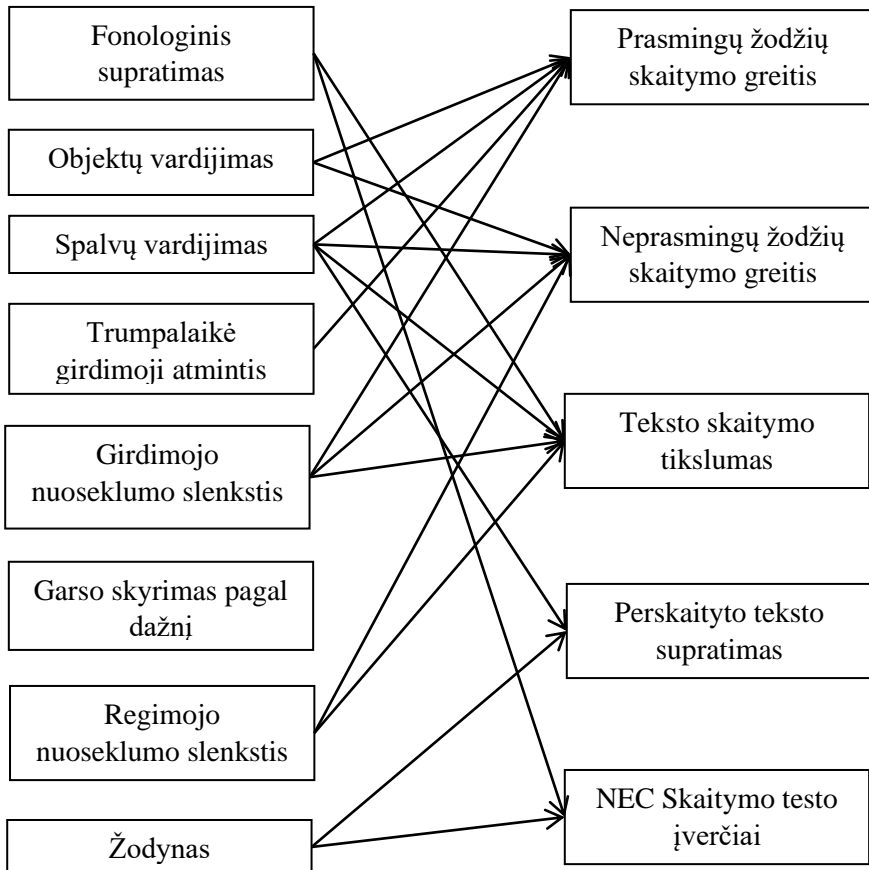 Fonologinis
supratimas
Objektų vardijimas
Spalvų vardijimas
Trumpalaikė
girdimoji atmintis
Girdimojo
nuoseklumo slenkstis
Garso skyrimas pagal
dažnį
Regimojo
nuoseklumo slenkstis
Žodynas
Prasmingų žodžių
skaitymo greitis
Neprasmingų žodžių
skaitymo greitis
Teksto skaitymo
tikslumas
Perskaityto teksto
supratimas
NEC Skaitymo testo
įverčiai